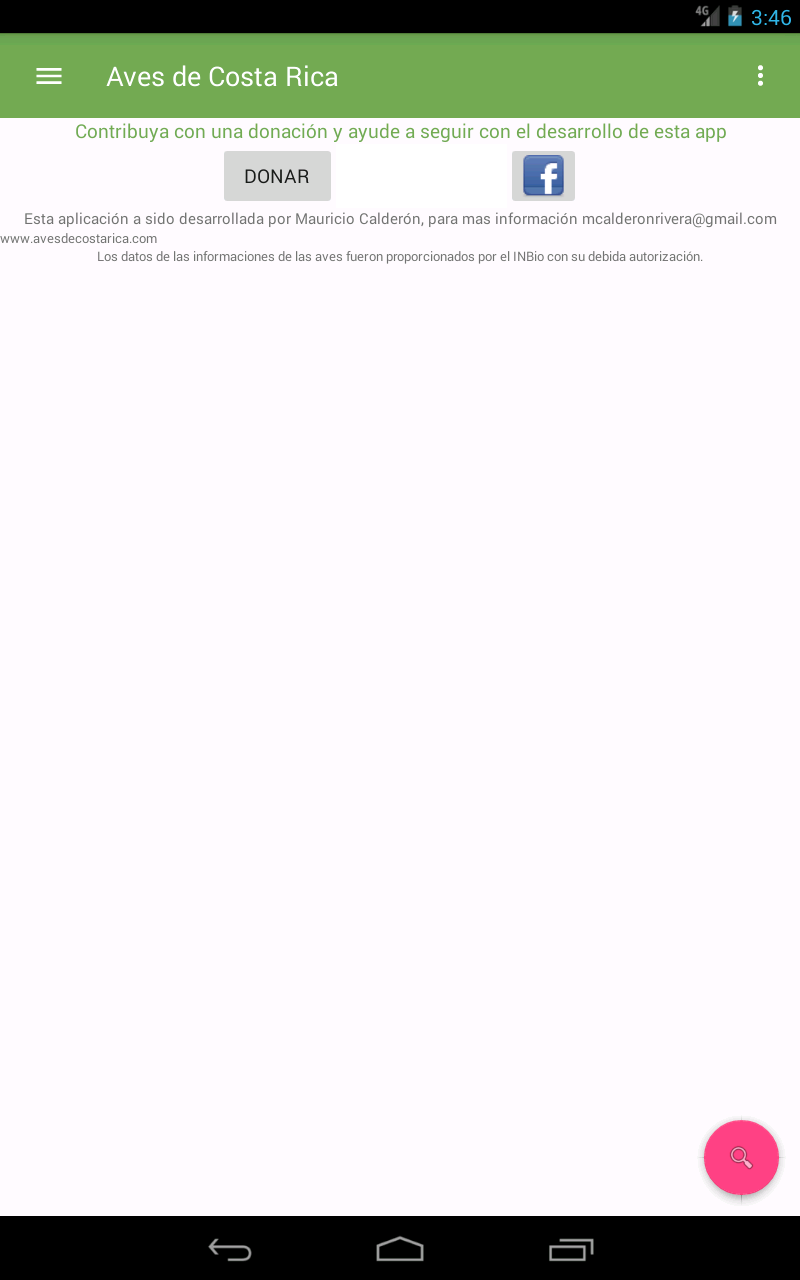 4G 3:46
Aves de Costa Rica
Contribuya con una donación y ayude a seguir con el desarrollo de esta app
DONAR
f
Esta aplicación a sido desarrollada por Mauricio Calderón, para mas información mcalderonrivera@gmail.com
www.avesdecostarica.com
Los datos de las informaciones de las aves fueron proporcionados por el INBio con su debida autorización.